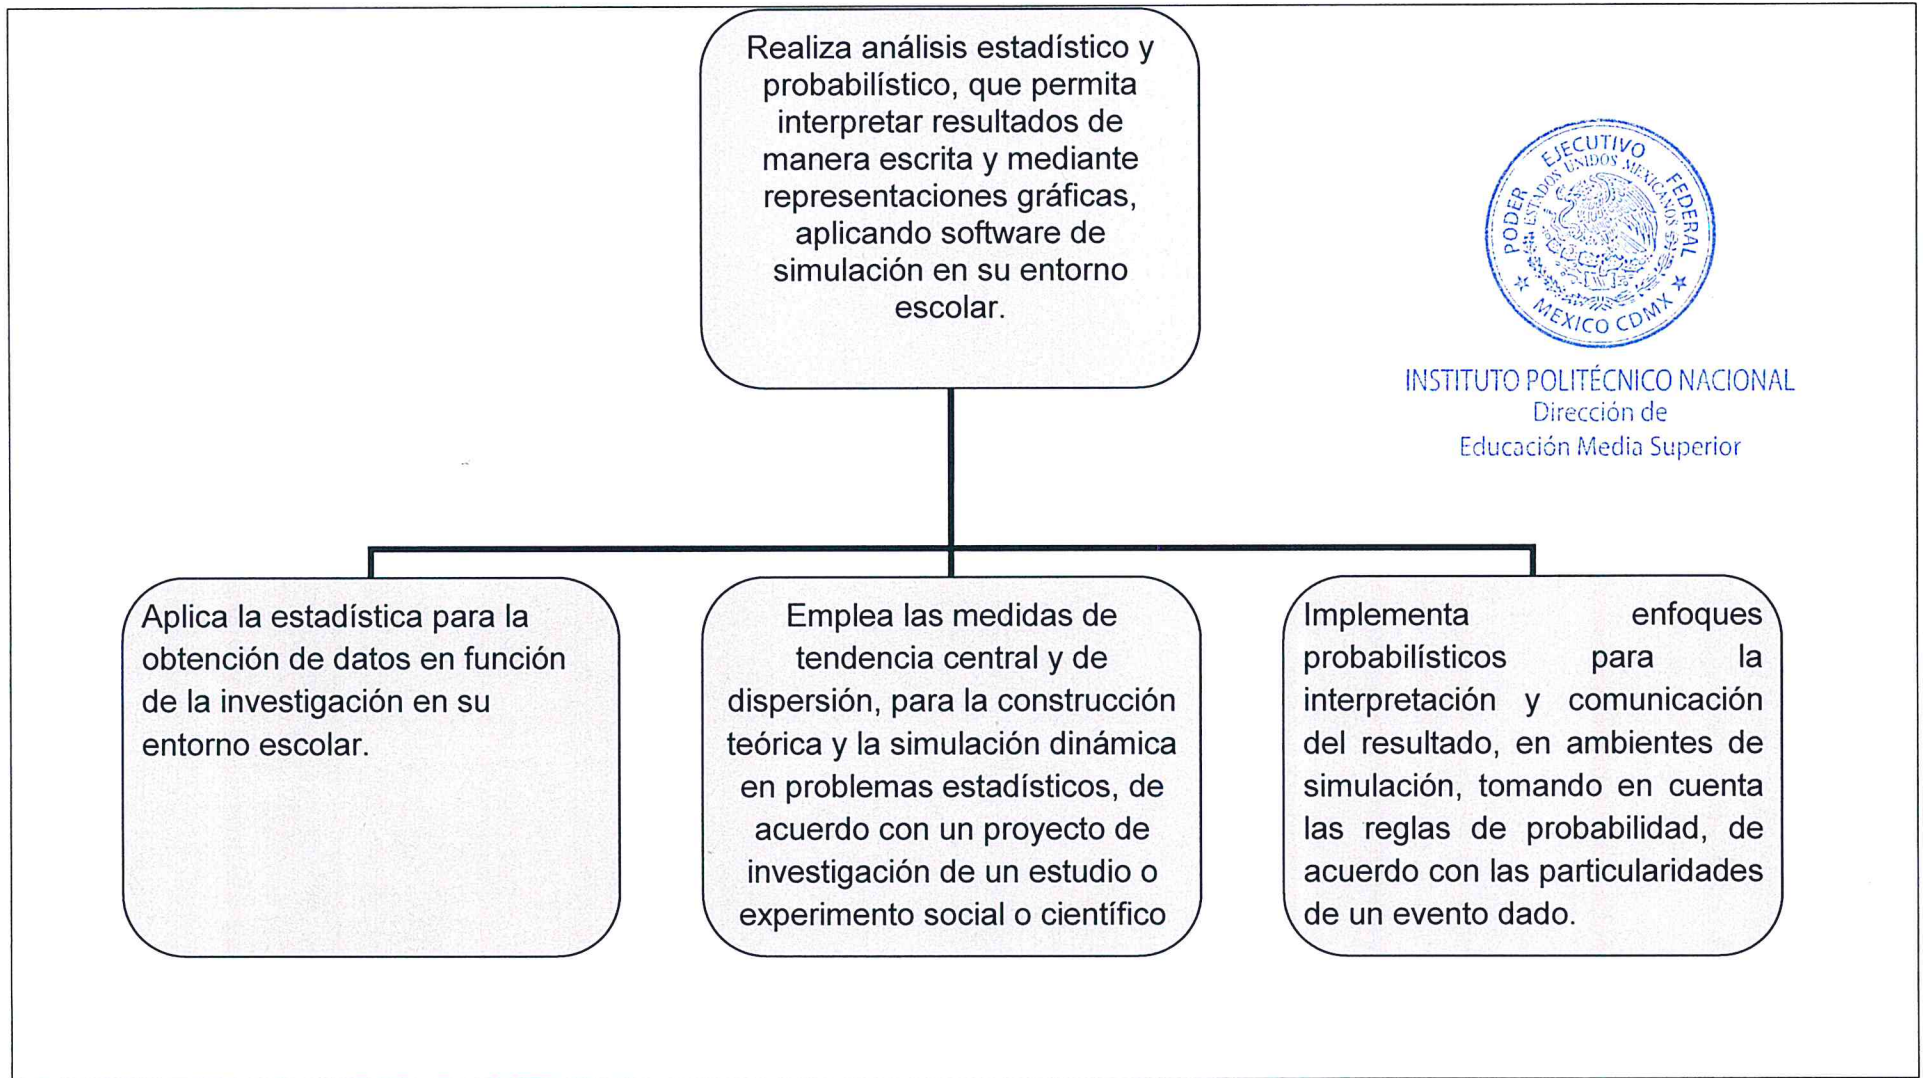 Realiza análisis estadístico y
probabilístico, que permita
interpretar resultados de
manera escrita y mediante
representaciones gráficas,
aplicando software de
simulación en su entorno
escolar.
PODER EJECUTIVO FEDERAL
ESTADOS UNIDOS MEXICANOS
MEXICO CDMX
INSTITUTO POLITÉCNICO NACIONAL
Dirección de
Educación Media Superior
Aplica la estadística para la
obtención de datos en función
de la investigación en su
entorno escolar.
Emplea las medidas de
tendencia central y de
dispersión, para la construcción
teórica y la simulación dinámica
en problemas estadísticos, de
acuerdo con un proyecto de
investigación de un estudio o
experimento social o científico
Implementa enfoques
probabilísticos para la
interpretación y comunicación
del resultado, en ambientes de
simulación, tomando en cuenta
las reglas de probabilidad, de
acuerdo con las particularidades
de un evento dado.